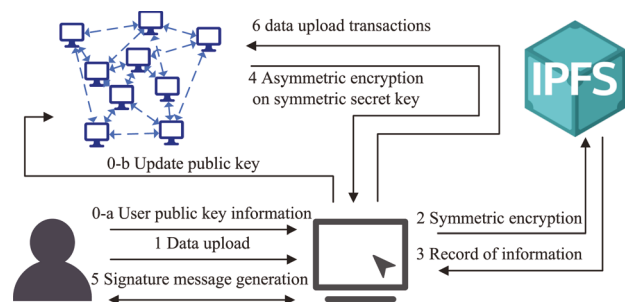 6 data upload transactions
4 Asymmetric encryption
on symmetric secret key
IPFS
0-b Update public key
0-a User public key information
2 Symmetric encryption
1 Data upload
3 Record of information
5 Signature message generation